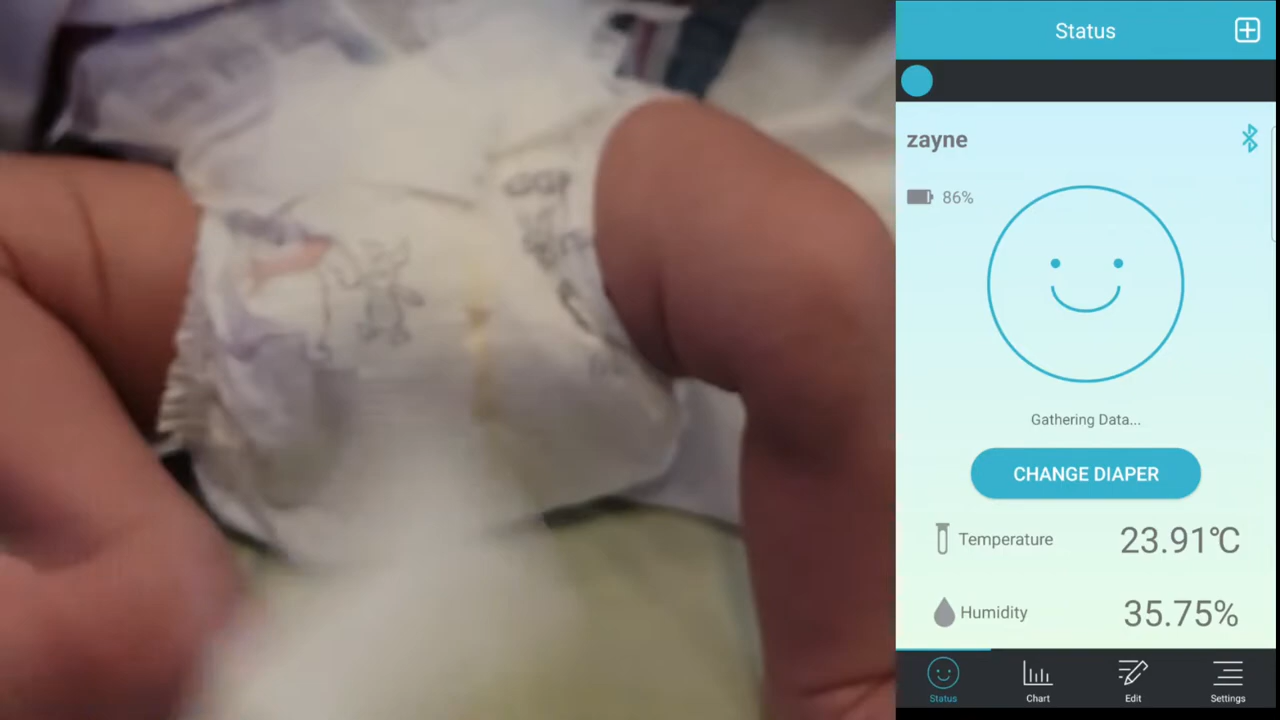 Status
zayne
86%
Gathering Data...
CHANGE DIAPER
Temperature
23.91°C
Humidity
35.75%
Status
Chart
Edit
Settings